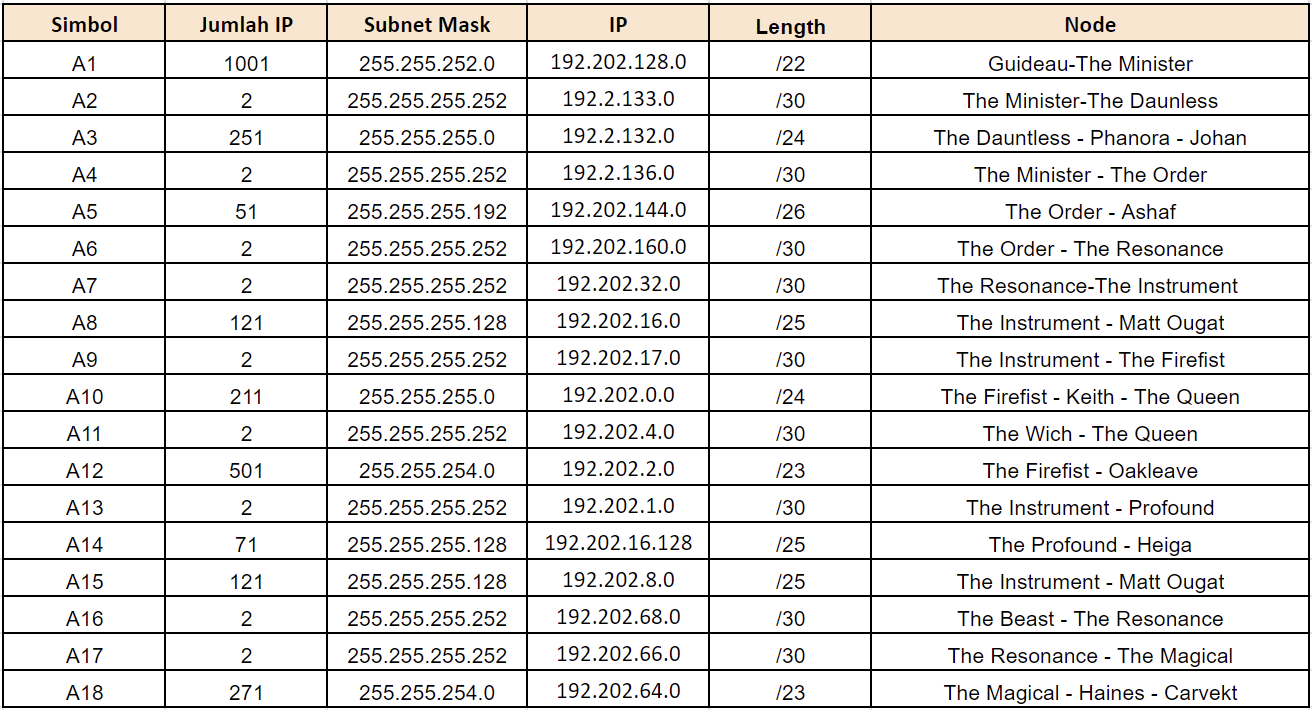 Simbol Jumlah IP Subnet Mask IP Length Node
A1 1001 255.255.252.0 192.202.128.0 /22 Guideau-The Minister
A2 2 255.255.255.252 192.2.133.0 /30 The Minister-The Daunless
A3 251 255.255.255.0 192.2.132.0 /24 The Dauntless - Phanora - Johan
A4 2 255.255.255.252 192.2.136.0 /30 The Minister - The Order
A5 51 255.255.255.192 192.202.144.0 /26 The Order - Ashaf
A6 2 255.255.255.252 192.202.160.0 /30 The Order - The Resonance
A7 2 255.255.255.252 192.202.32.0 /30 The Resonance-The Instrument
A8 121 255.255.255.128 192.202.16.0 /25 The Instrument - Matt Ougat
A9 2 255.255.255.252 192.202.17.0 /30 The Instrument - The Firefist
A10 211 255.255.255.0 192.202.0.0 /24 The Firefist - Keith - The Queen
A11 2 255.255.255.252 192.202.4.0 /30 The Wich - The Queen
A12 501 255.255.254.0 192.202.2.0 /23 The Firefist - Oakleave
A13 2 255.255.255.252 192.202.1.0 /30 The Instrument - Profound
A14 71 255.255.255.128 192.202.16.128 /25 The Profound - Heiga
A15 121 255.255.255.128 192.202.8.0 /25 The Instrument - Matt Ougat
A16 2 255.255.255.252 192.202.68.0 /30 The Beast - The Resonance
A17 2 255.255.255.252 192.202.66.0 /30 The Resonance - The Magical
A18 271 255.255.254.0 192.202.64.0 /23 The Magical - Haines - Carvekt